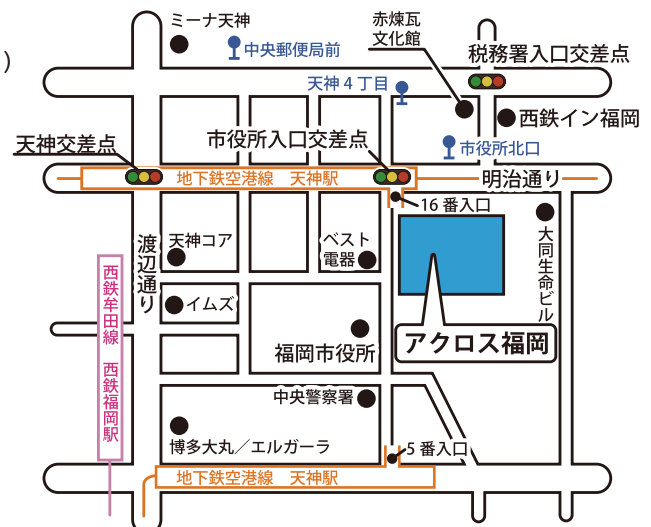 )
ミーナ天神
中央郵便局前
赤煉瓦
文化館
税務署入口交差点
天神4丁目
西鉄イン福岡
天神交差点
市役所入口交差点
市役所北口
地下鉄空港線 天神駅
明治通り
16番入口
渡辺通り
天神コア
ベスト
電器
大同生命ビル
西鉄牟田線 西鉄福岡駅
イムズ
アクロス福岡
福岡市役所
中央警察署
博多大丸／エルガーラ
5番入口
地下鉄空港線 天神駅